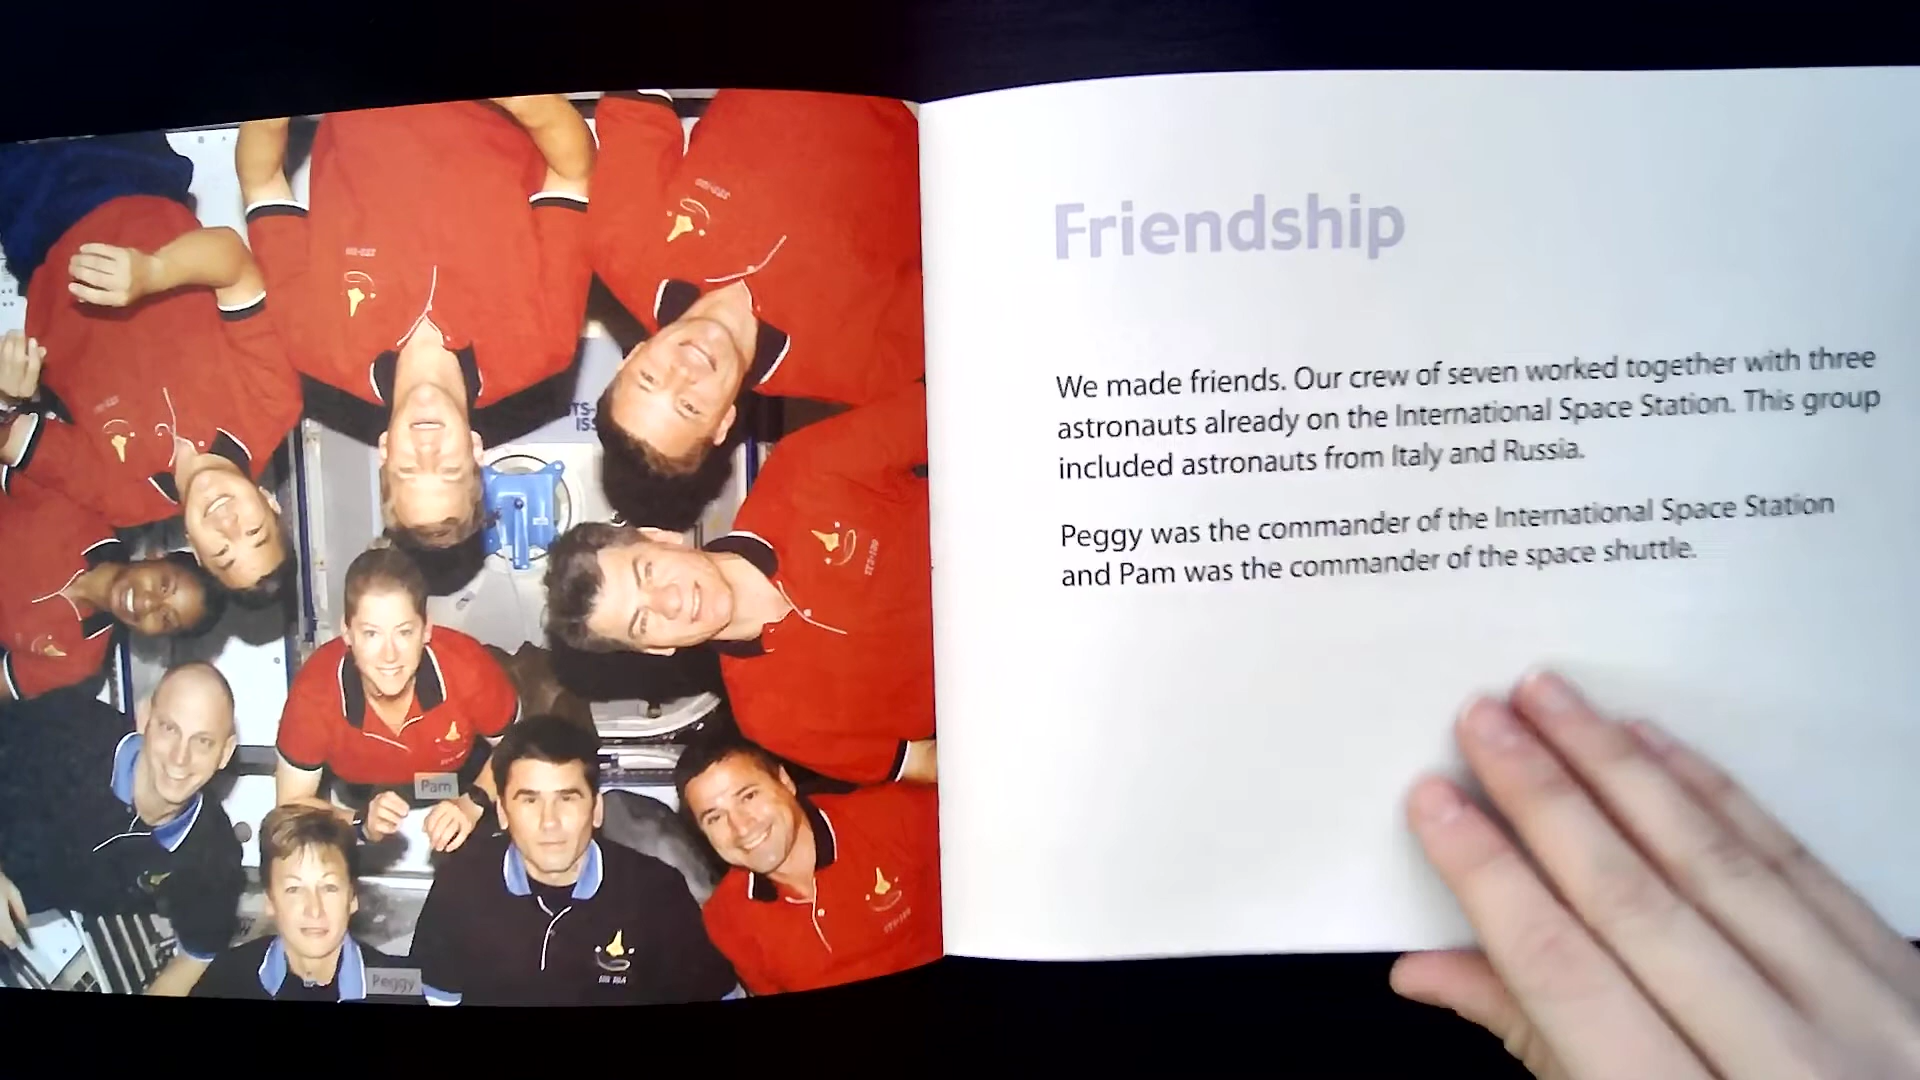 Friendship
We made friends. Our crew of seven worked together with three
astronauts already on the International Space Station. This group
included astronauts from Italy and Russia.
Peggy was the commander of the International Space Station
and Pam was the commander of the space shuttle.
Pam
Peggy